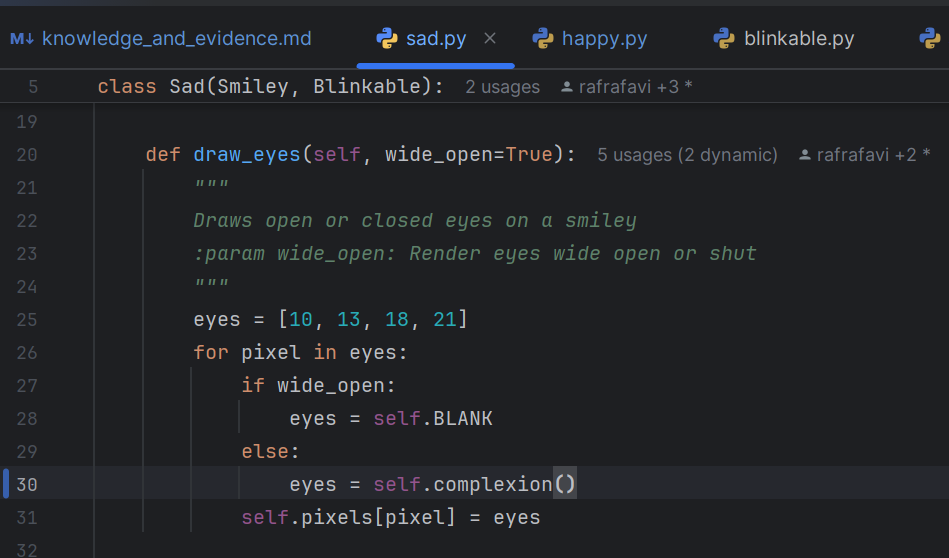 M↓ knowledge_and_evidence.md sad.py × happy.py blinkable.py
5 class Sad(Smiley, Blinkable): 2 usages rafrafavi +3 *
19
20 def draw_eyes(self, wide_open=True): 5 usages (2 dynamic) rafrafavi +2 *
21 """
22 Draws open or closed eyes on a smiley
23 :param wide_open: Render eyes wide open or shut
24 """
25 eyes = [10, 13, 18, 21]
26 for pixel in eyes:
27 if wide_open:
28 eyes = self.BLANK
29 else:
30 eyes = self.complexion()
31 self.pixels[pixel] = eyes
32